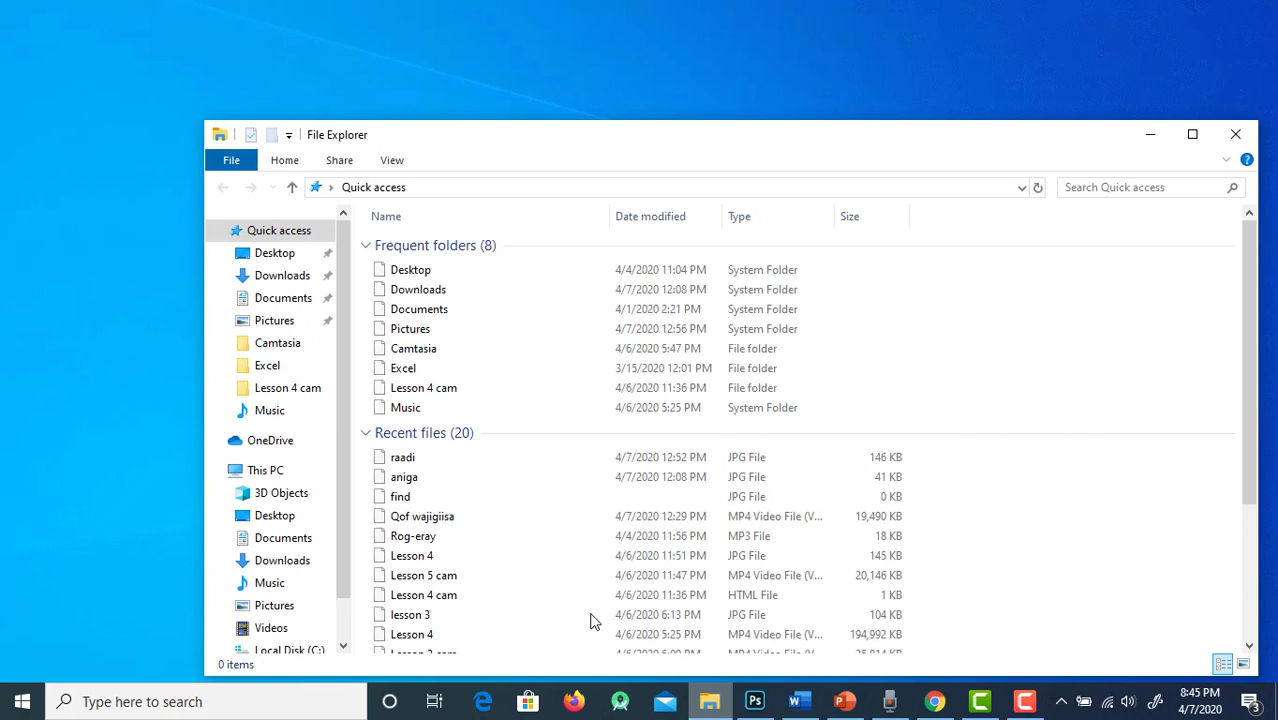 File Explorer
File Home Share View
Quick access Search Quick access
Name Date modified Type Size
Quick access
Desktop
Downloads
Documents
Pictures
Camtasia
Excel
Lesson 4 cam
Music
OneDrive
This PC
3D Objects
Desktop
Documents
Downloads
Music
Pictures
Videos
Local Disk (C:)
Frequent folders (8)
Desktop 4/4/2020 11:04 PM System Folder
Downloads 4/7/2020 12:08 PM System Folder
Documents 4/1/2020 2:21 PM System Folder
Pictures 4/7/2020 12:56 PM System Folder
Camtasia 4/6/2020 5:47 PM File folder
Excel 3/15/2020 12:01 PM File folder
Lesson 4 cam 4/6/2020 11:36 PM File folder
Music 4/6/2020 5:25 PM System Folder
Recent files (20)
raadi 4/7/2020 12:52 PM JPG File 146 KB
aniga 4/7/2020 12:08 PM JPG File 41 KB
find JPG File 0 KB
Qof wajigiisa 4/7/2020 12:29 PM MP4 Video File (V... 19,490 KB
Rog-eray 4/4/2020 11:56 PM MP3 File 18 KB
Lesson 4 4/6/2020 11:51 PM JPG File 145 KB
Lesson 5 cam 4/6/2020 11:47 PM MP4 Video File (V... 20,146 KB
Lesson 4 cam 4/6/2020 11:36 PM HTML File 1 KB
lesson 3 4/6/2020 6:13 PM JPG File 104 KB
Lesson 4 4/6/2020 5:25 PM MP4 Video File (V... 194,992 KB
0 items
Type here to search
8:45 PM
4/7/2020
3